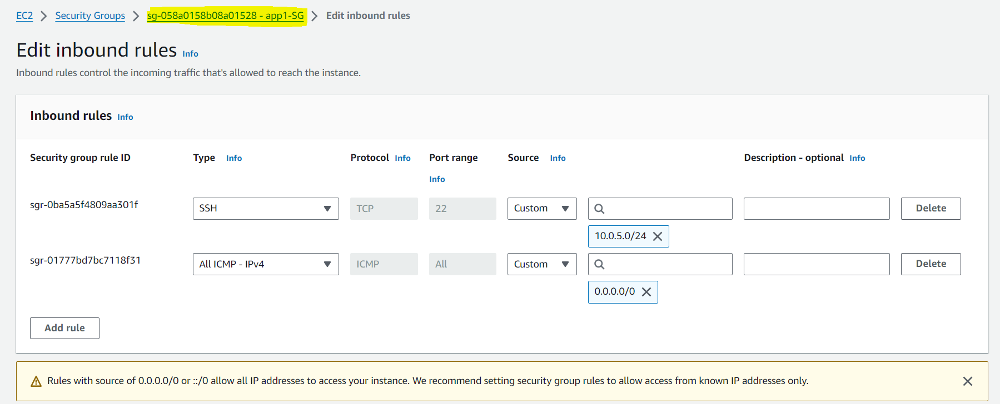 EC2 > Security Groups > sg-058a0158b08a01528 - app1-SG > Edit inbound rules
Edit inbound rules Info
Inbound rules control the incoming traffic that's allowed to reach the instance.
Inbound rules Info
Security group rule ID Type Info Protocol Info Port range Info Source Info Description - optional Info
sgr-0ba5a5f4809aa301f SSH TCP 22 Custom Delete
10.0.5.0/24
sgr-01777bd7bc7118f31 All ICMP - IPv4 ICMP All Custom Delete
0.0.0.0/0
Add rule
Rules with source of 0.0.0.0/0 or ::/0 allow all IP addresses to access your instance. We recommend setting security group rules to allow access from known IP addresses only.